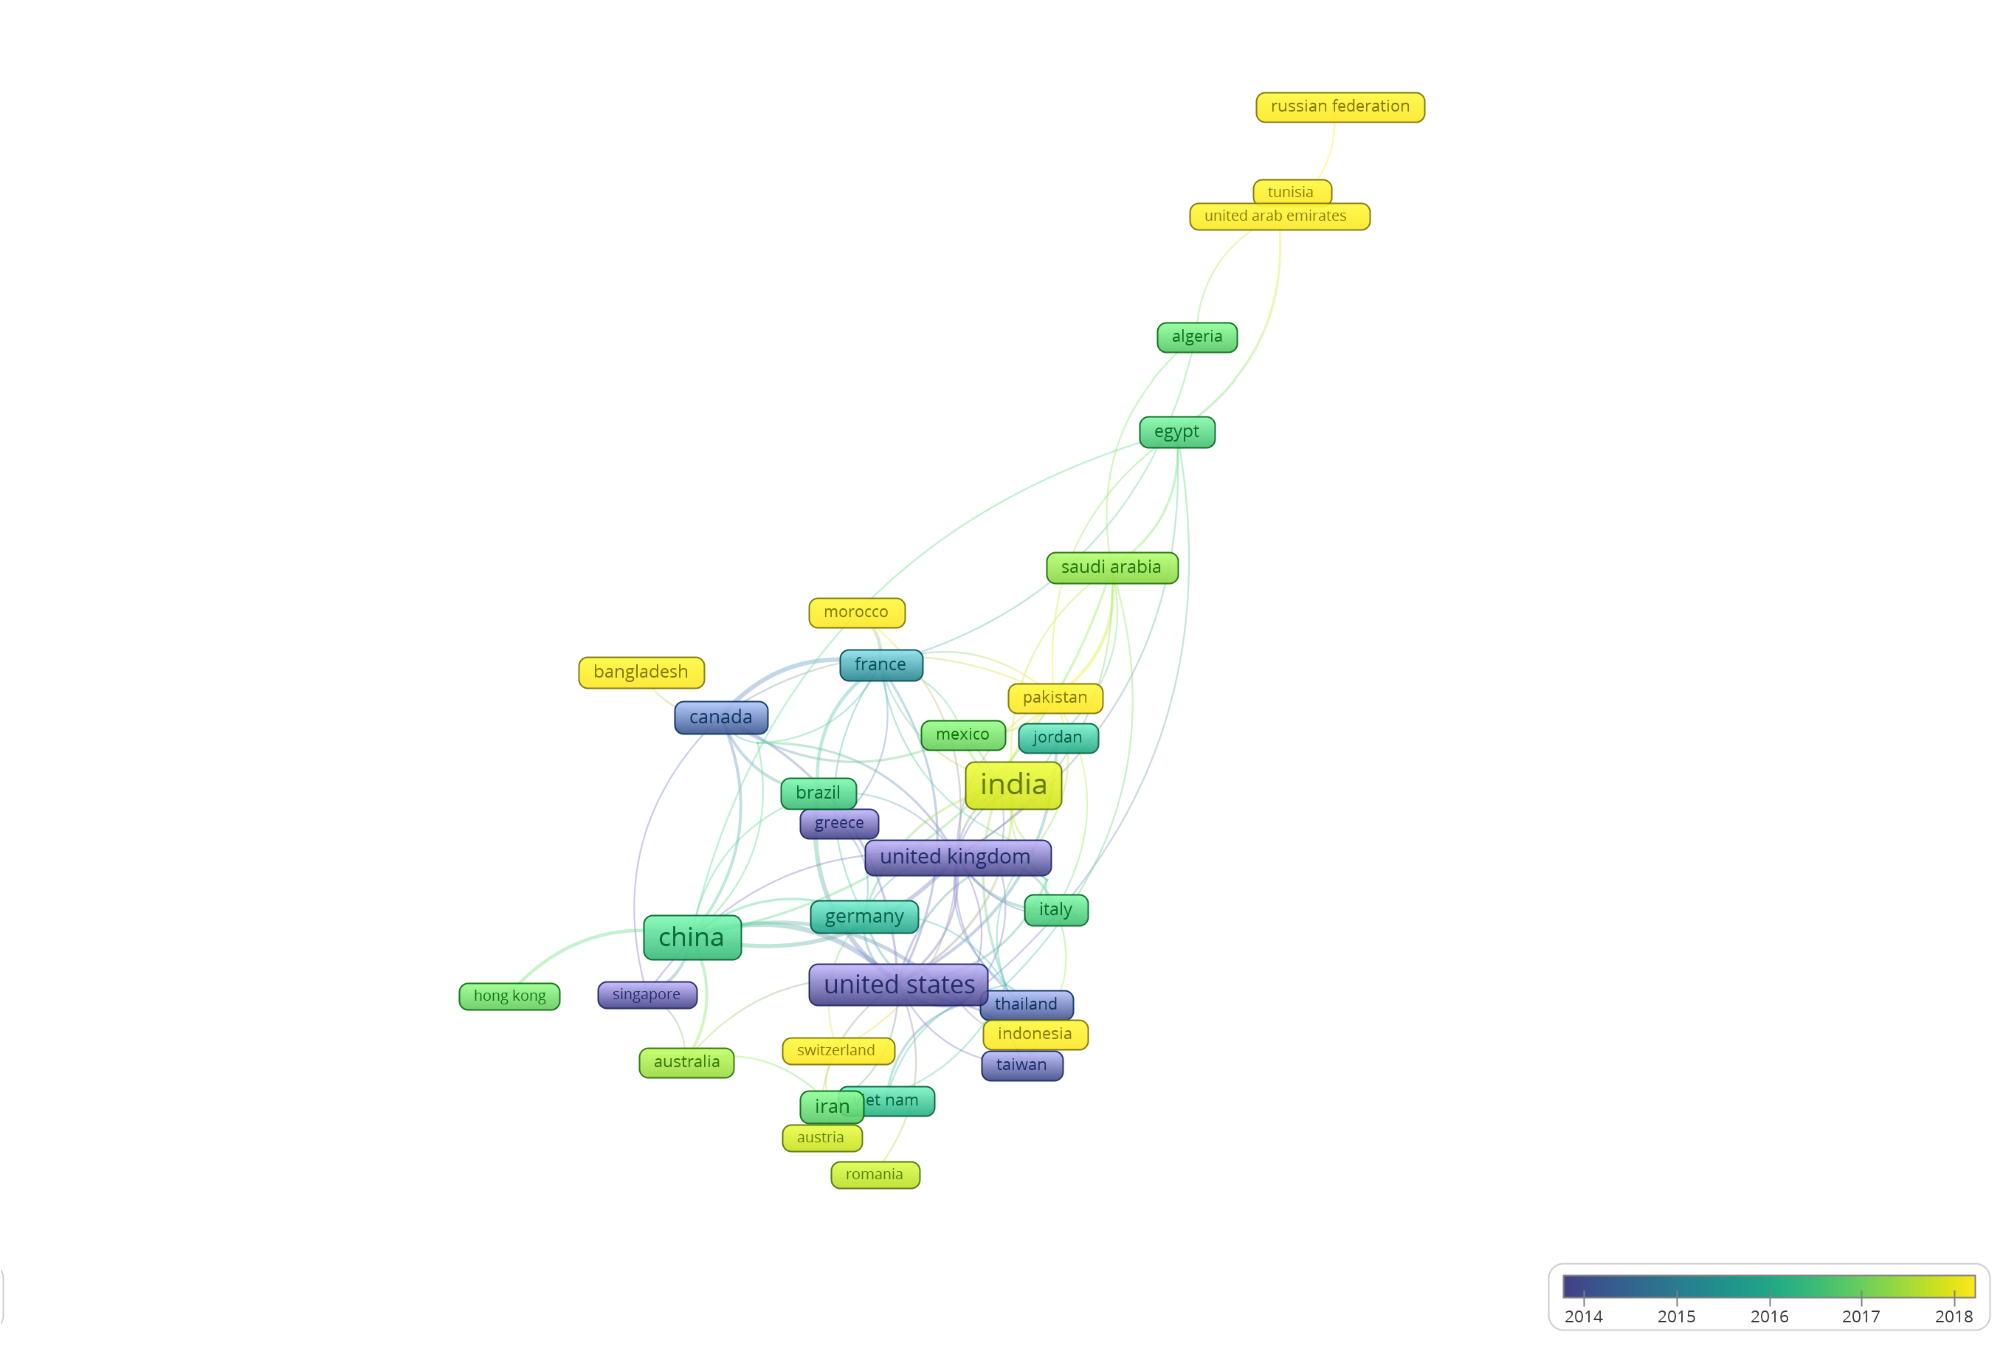 russian federation
tunisia
united arab emirates
algeria
egypt
saudi arabia
morocco
france
bangladesh
pakistan
canada
mexico
jordan
india
brazil
greece
united kingdom
italy
germany
china
united states
hong kong
singapore
thailand
indonesia
switzerland
australia
taiwan
iran
viet nam
austria
romania
2014 2015 2016 2017 2018